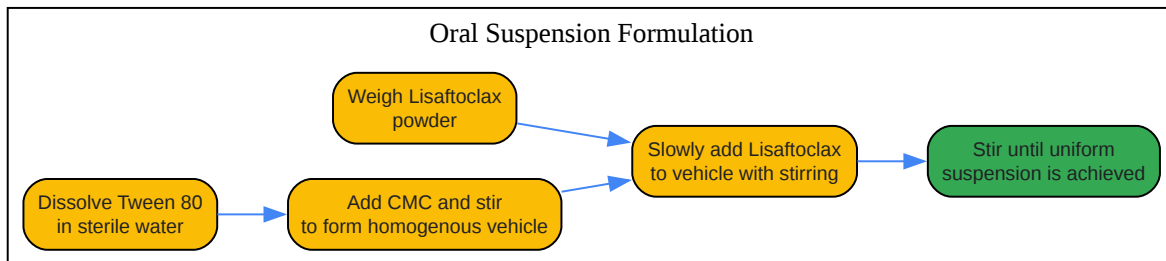 Oral Suspension Formulation
Weigh Lisaftoclax
powder
Slowly add Lisaftoclax
to vehicle with stirring
Stir until uniform
suspension is achieved
Dissolve Tween 80
in sterile water
Add CMC and stir
to form homogenous vehicle